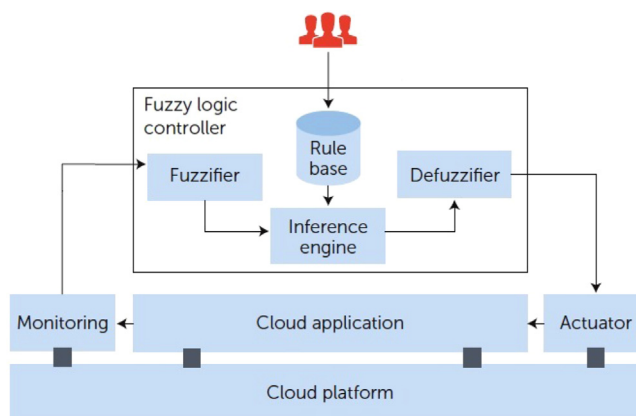 Fuzzy logic
controller
Rule
base
Fuzzifier
Defuzzifier
Inference
engine
Monitoring
Cloud application
Actuator
Cloud platform